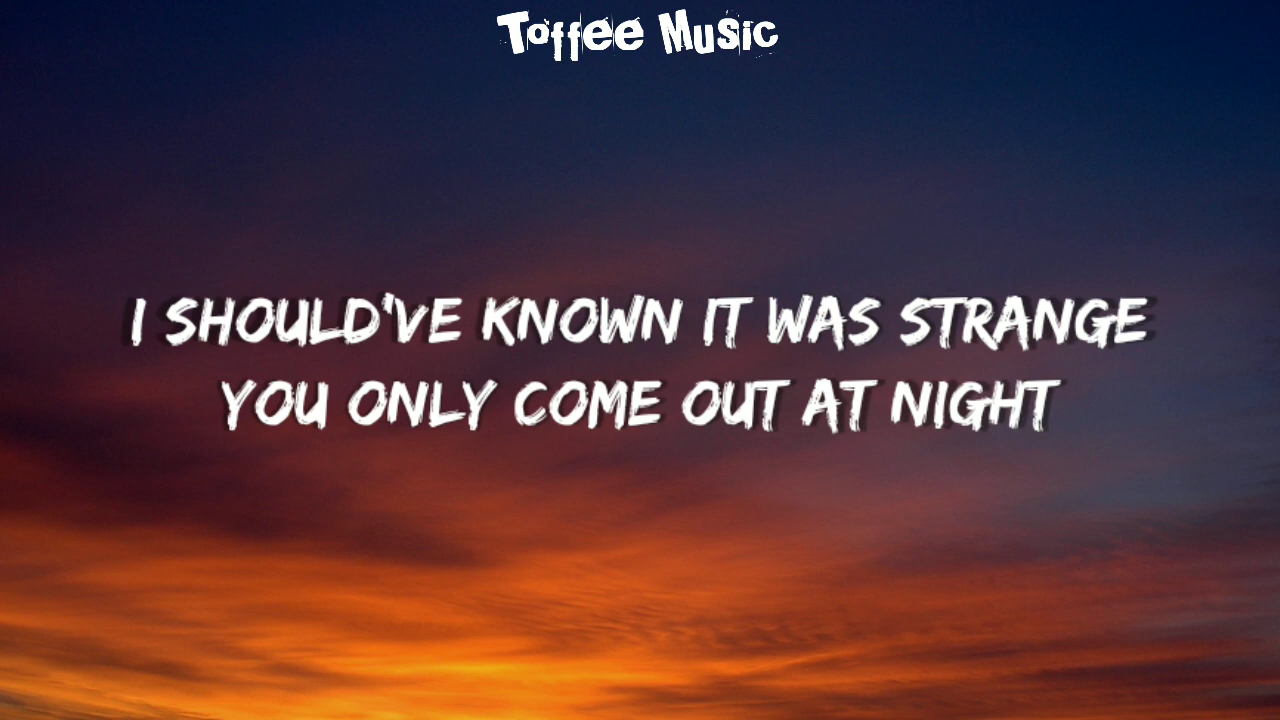 Toffee Music
I SHOULD'VE KNOWN IT WAS STRANGE
YOU ONLY COME OUT AT NIGHT